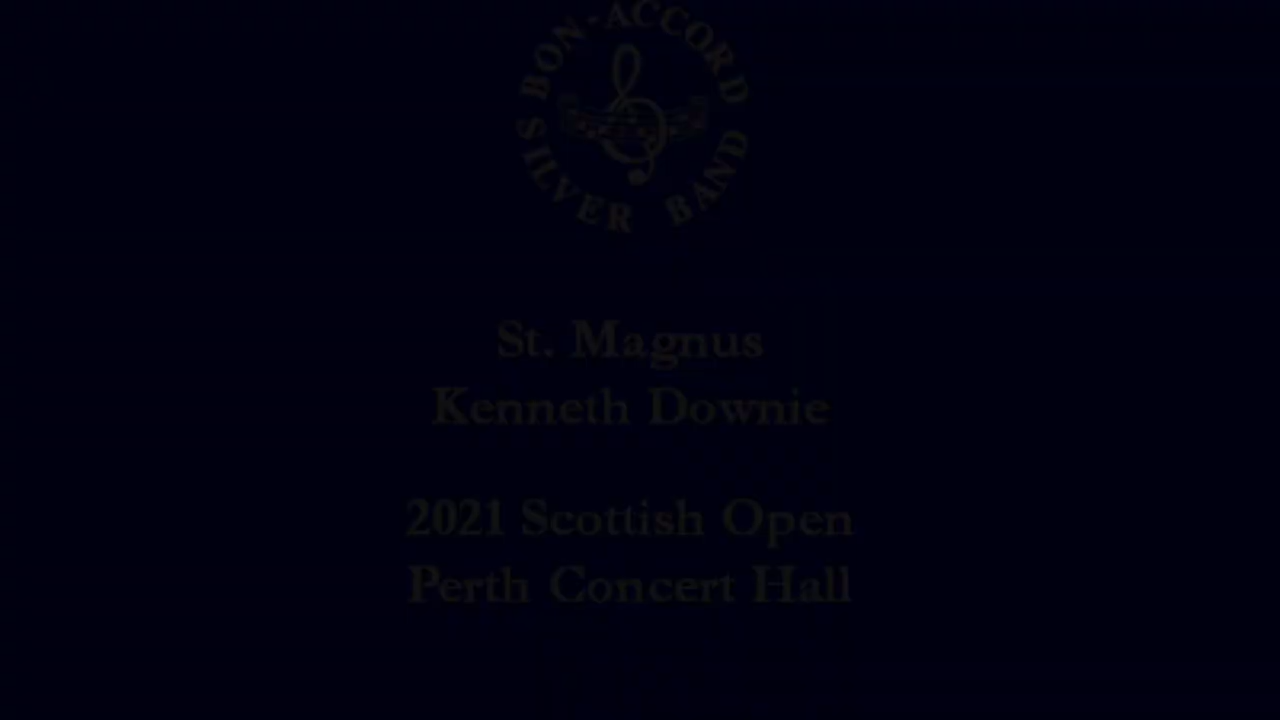 BON-ACCORD
SILVER BAND
St. Magnus
Kenneth Downie
2021 Scottish Open
Perth Concert Hall